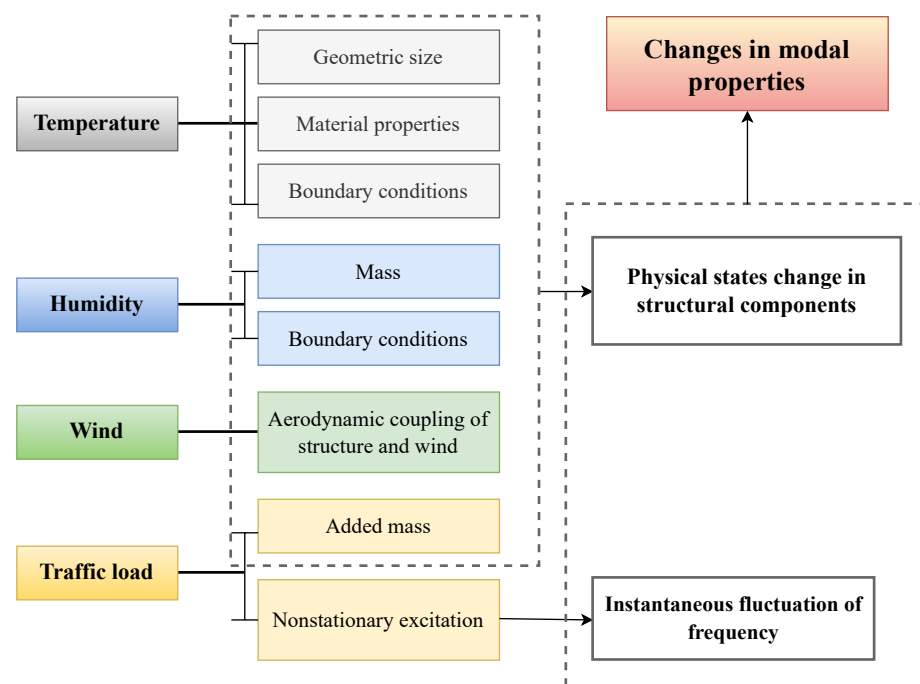 Temperature
Geometric size
Material properties
Boundary conditions
Humidity
Mass
Boundary conditions
Wind
Aerodynamic coupling of
structure and wind
Traffic load
Added mass
Nonstationary excitation
Changes in modal
properties
Physical states change in
structural components
Instantaneous fluctuation of
frequency